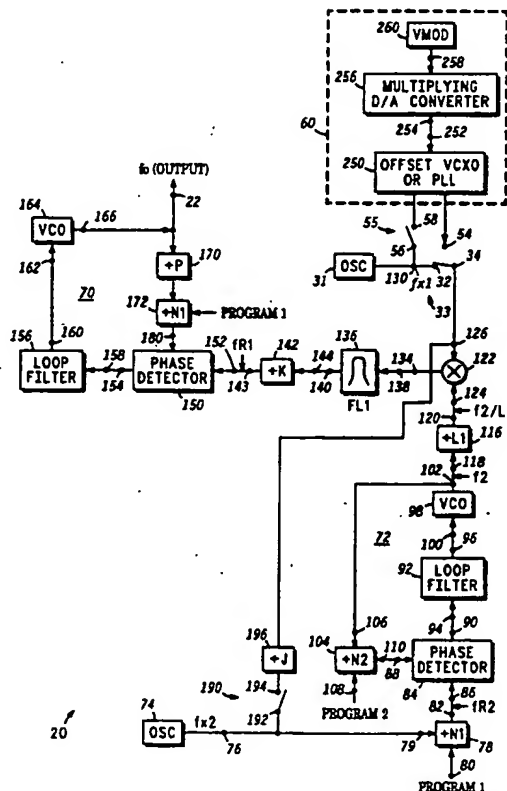 260 VMOD
258
256 MULTIPLYING
D/A CONVERTER
60
254 252
fo (OUTPUT)
250 OFFSET VCXO
OR PLL
22
164 VCO 166
55 58
54
56
34
162
÷P 170
31 OSC
130 fx1 32
70
33
172 ÷N1 PROGRAM 1
156 160
180
152 fR1 142
136
134 126
LOOP
FILTER
158
154
PHASE
DETECTOR
150
143
÷K
144
140
FL1
138
122
124
f2/L
120
÷L1 116
118
102 f2
98 VCO
72 100
96
92 LOOP
FILTER
106
94 90
196 ÷J
104 ÷N2 110
88
PHASE
DETECTOR
190 194
108
84 86
PROGRAM 2
82 fR2
74 192
20 OSC fx2
76
79 ÷N1 78
80
PROGRAM 1